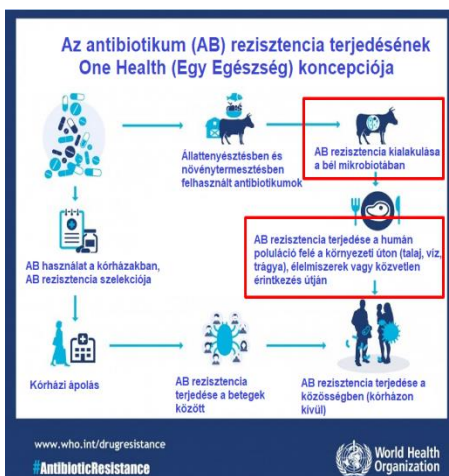 Az antibiotikum (AB) rezisztencia terjedésének
One Health (Egy Egészség) koncepciója
Állattenyésztésben és
növénytermesztésben
felhasznált antibiotikumok
AB rezisztencia kialakulása
a bél mikrobiotában
AB használat a kórházakban,
AB rezisztencia szelekciója
AB rezisztencia terjedése a humán
poluláció felé a környezeti úton (talaj, víz,
trágya), élelmiszerek vagy közvetlen
érintkezés útján
Kórházi ápolás
AB rezisztencia
terjedése a betegek
között
AB rezisztencia terjedése a
közösségben (kórházon
kívül)
www.who.int/drugresistance
#AntibioticResistance
World Health
Organization